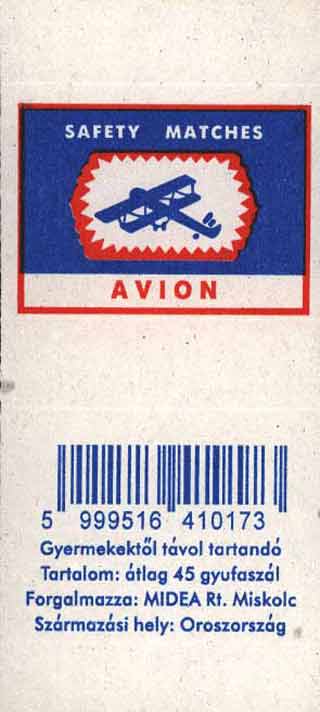 SAFETY MATCHES
AVION
5 999516 410173
Gyermekektől távol tartandó
Tartalom: átlag 45 gyufaszál
Forgalmazza: MIDEA Rt. Miskolc
Származási hely: Oroszország